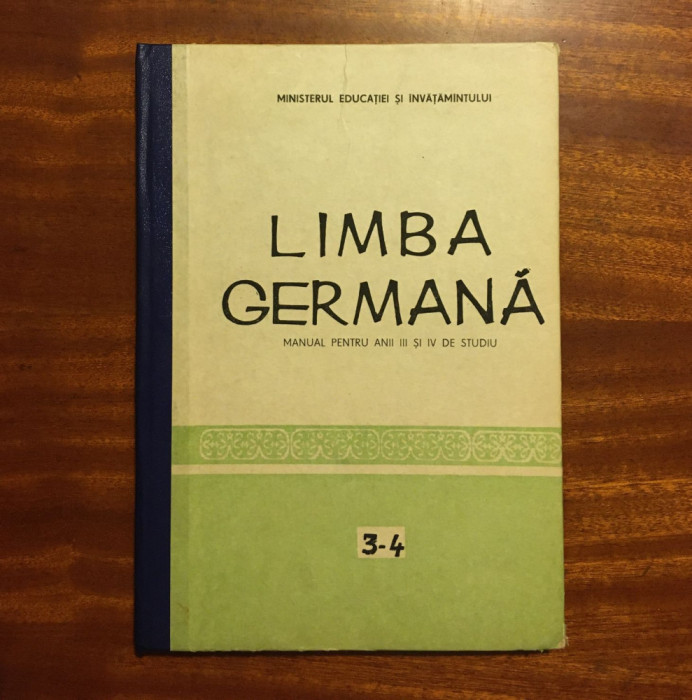 MINISTERUL EDUCAȚIEI ȘI ÎNVĂȚĂMÎNTULUI
LIMBA
GERMANĂ
MANUAL PENTRU ANII III ȘI IV DE STUDIU
3-4